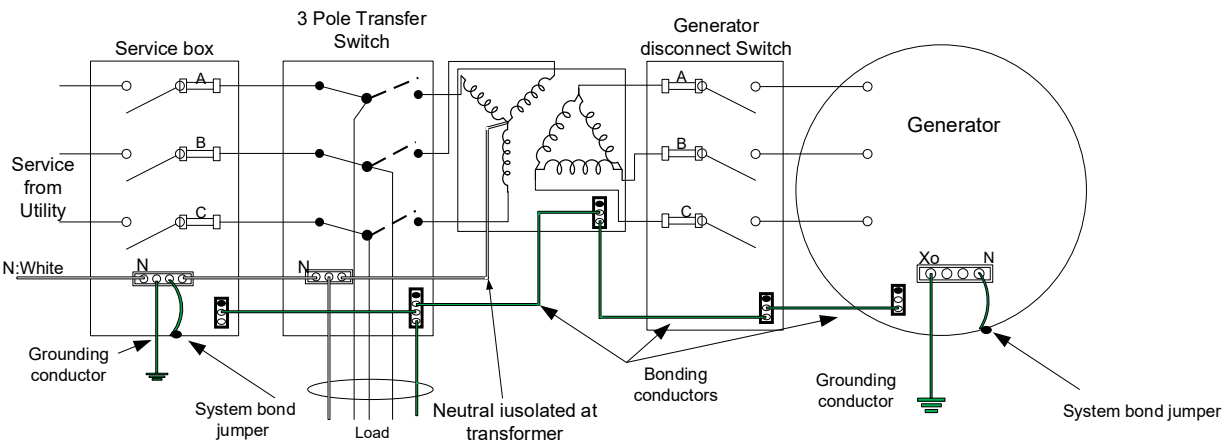 3 Pole Transfer
Switch
Service box
Generator
disconnect Switch
A
B
C
A
B
C
Generator
Service
from
Utility
N:White
N
N
Xo
N
Grounding
conductor
System bond
jumper
Load
Neutral iusolated at
transformer
Bonding
conductors
Grounding
conductor
System bond jumper